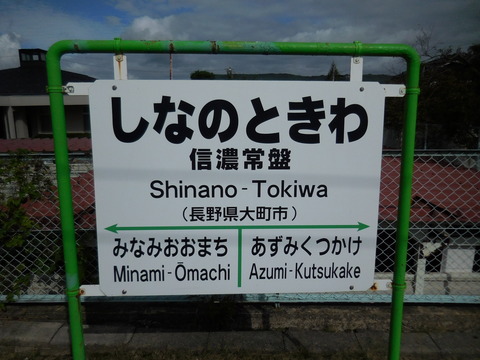 しなのときわ
信濃常盤
Shinano-Tokiwa
(長野県大町市)
みなみおおまち あずみくつかけ
Minami-Ōmachi Azumi-Kutsukake